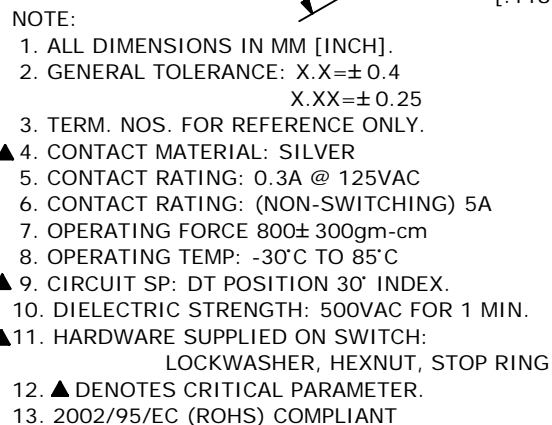 NOTE:
1. ALL DIMENSIONS IN MM [INCH].
2. GENERAL TOLERANCE: X.X=± 0.4
X.XX=± 0.25
3. TERM. NOS. FOR REFERENCE ONLY.
▲ 4. CONTACT MATERIAL: SILVER
5. CONTACT RATING: 0.3A @ 125VAC
6. CONTACT RATING: (NON-SWITCHING) 5A
7. OPERATING FORCE 800± 300gm-cm
8. OPERATING TEMP: -30°C TO 85°C
▲ 9. CIRCUIT SP: DT POSITION 30° INDEX.
10. DIELECTRIC STRENGTH: 500VAC FOR 1 MIN.
▲11. HARDWARE SUPPLIED ON SWITCH:
LOCKWASHER, HEXNUT, STOP RING
12. ▲ DENOTES CRITICAL PARAMETER.
13. 2002/95/EC (ROHS) COMPLIANT